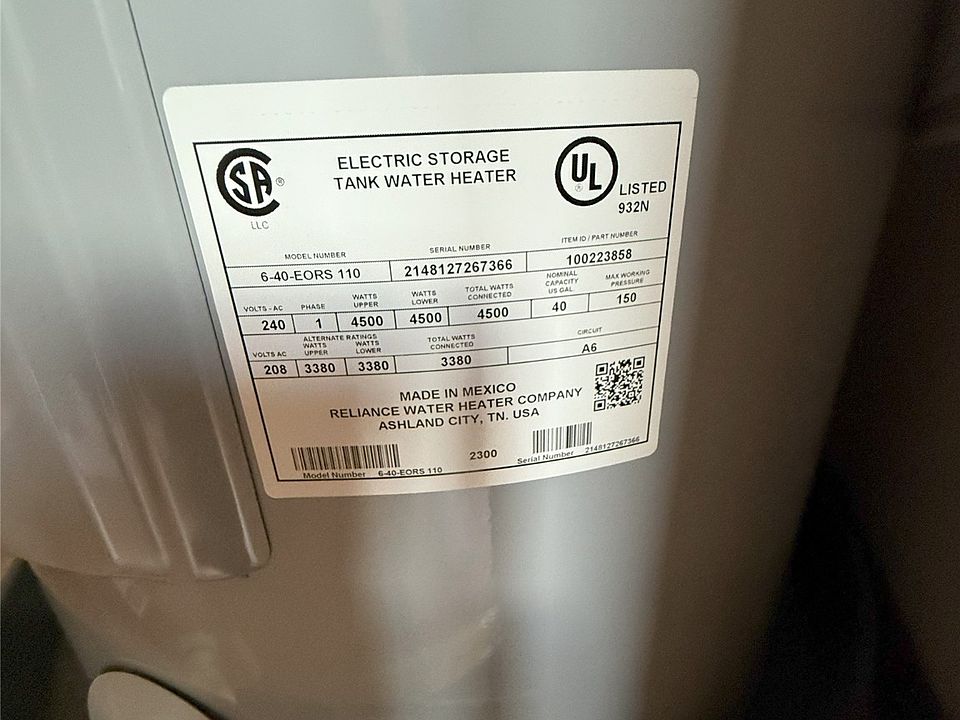 SA ®
LLC
ELECTRIC STORAGE
TANK WATER HEATER
UL ®
LISTED
932N
MODEL NUMBER SERIAL NUMBER ITEM ID / PART NUMBER
6-40-EORS 110 2148127267366 100223858
VOLTS - AC PHASE WATTS UPPER WATTS LOWER TOTAL WATTS CONNECTED NOMINAL CAPACITY US GAL MAX WORKING PRESSURE
240 1 4500 4500 4500 40 150
ALTERNATE RATINGS
VOLTS AC WATTS UPPER WATTS LOWER TOTAL WATTS CONNECTED CIRCUIT
208 3380 3380 3380 A6
MADE IN MEXICO
RELIANCE WATER HEATER COMPANY
ASHLAND CITY, TN. USA
Model Number 6-40-EORS 110 2300 Serial Number 2148127267366